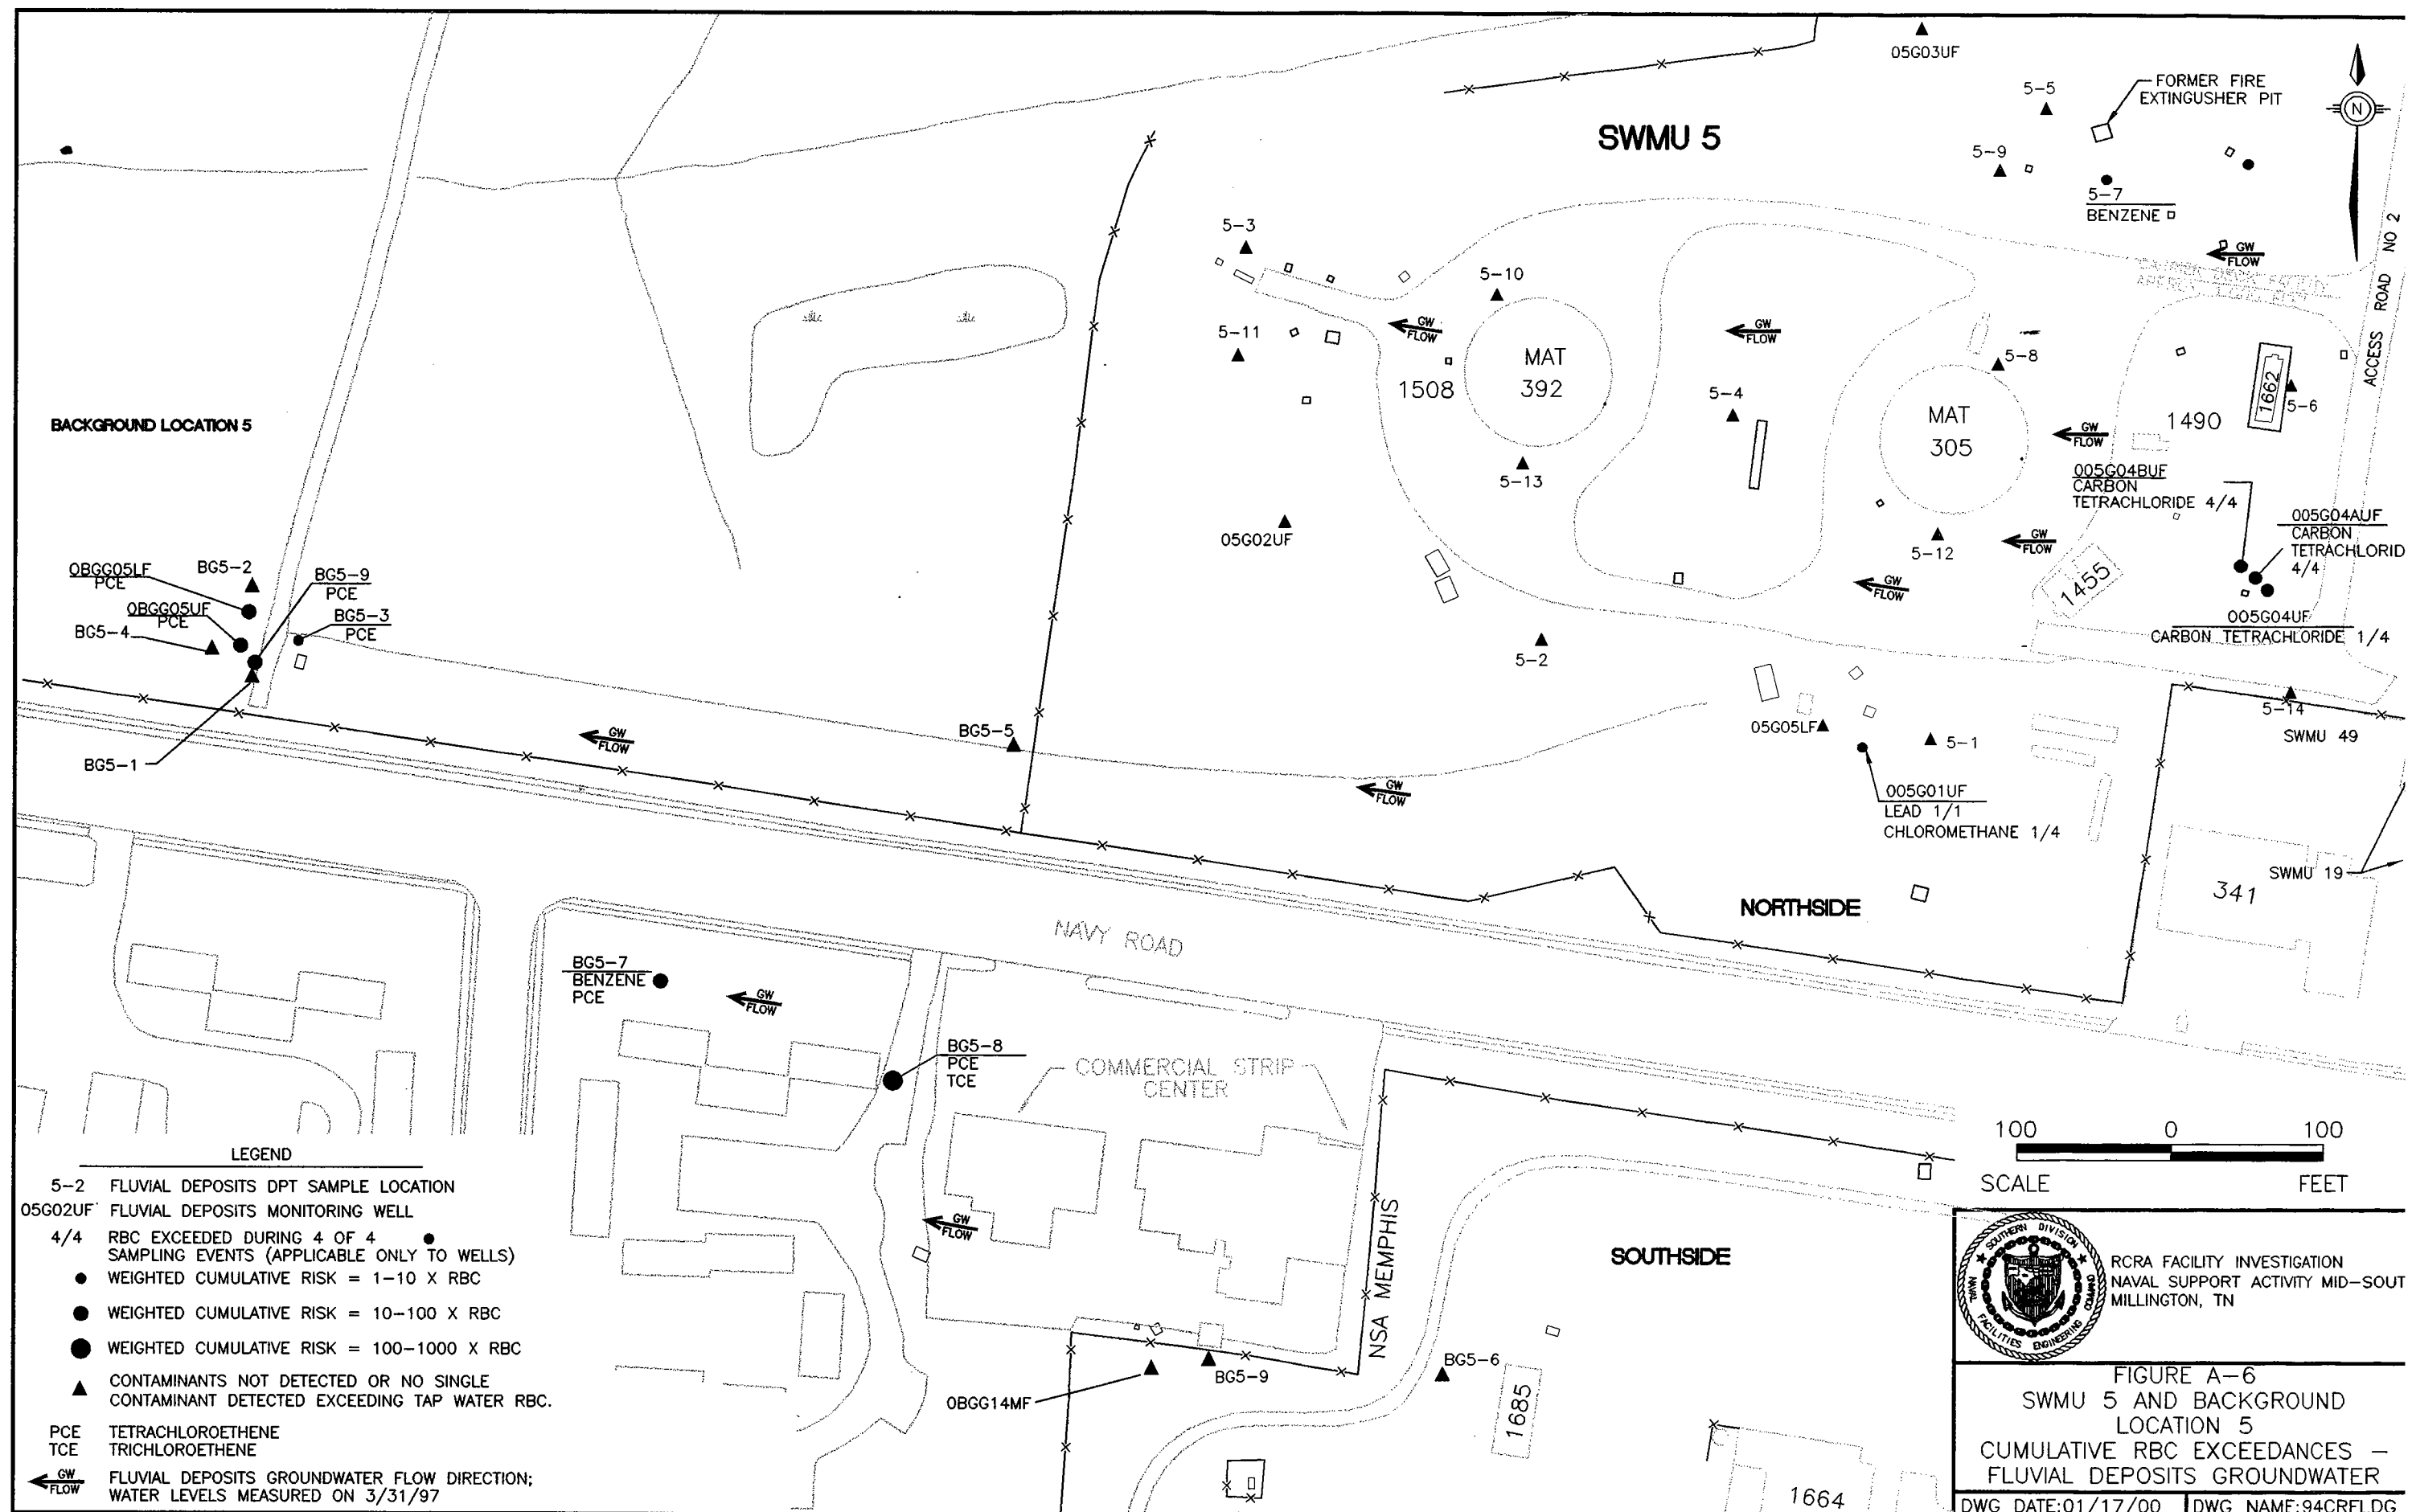 05G03UF
FORMER FIRE
EXTINGUSHER PIT
5-5
N
SWMU 5
5-9
5-7
BENZENE
5-3
ACCESS ROAD NO 2
GW
FLOW
5-10
5-11
GW
FLOW
GW
FLOW
MAT
392
1508
5-8
5-4
1662
5-6
MAT
305
1490
GW
FLOW
BACKGROUND LOCATION 5
5-13
005G04BUF
CARBON
TETRACHLORIDE 4/4
005G04AUF
CARBON
TETRACHLORID
4/4
05G02UF
5-12
GW
FLOW
GW
FLOW
1455
0BGG05LF
PCE
BG5-2
BG5-9
PCE
0BGG05UF
PCE
BG5-3
PCE
BG5-4
005G04UF
CARBON TETRACHLORIDE 1/4
5-2
5-14
SWMU 49
BG5-1
GW
FLOW
BG5-5
05G05LF
5-1
GW
FLOW
005G01UF
LEAD 1/1
CHLOROMETHANE 1/4
SWMU 19
341
NORTHSIDE
NAVY ROAD
BG5-7
BENZENE
PCE
GW
FLOW
BG5-8
PCE
TCE
COMMERCIAL STRIP
CENTER
GW
FLOW
NSA MEMPHIS
SOUTHSIDE
BG5-9
BG5-6
0BGG14MF
1685
1664
LEGEND
5-2 FLUVIAL DEPOSITS DPT SAMPLE LOCATION
05G02UF FLUVIAL DEPOSITS MONITORING WELL
4/4 RBC EXCEEDED DURING 4 OF 4
SAMPLING EVENTS (APPLICABLE ONLY TO WELLS)
WEIGHTED CUMULATIVE RISK = 1-10 X RBC
WEIGHTED CUMULATIVE RISK = 10-100 X RBC
WEIGHTED CUMULATIVE RISK = 100-1000 X RBC
CONTAMINANTS NOT DETECTED OR NO SINGLE
CONTAMINANT DETECTED EXCEEDING TAP WATER RBC.
PCE TETRACHLOROETHENE
TCE TRICHLOROETHENE
GW
FLOW
FLUVIAL DEPOSITS GROUNDWATER FLOW DIRECTION;
WATER LEVELS MEASURED ON 3/31/97
100 0 100
SCALE FEET
SOUTHERN DIVISION
NAVAL FACILITIES ENGINEERING
RCRA FACILITY INVESTIGATION
NAVAL SUPPORT ACTIVITY MID-SOUT
MILLINGTON, TN
FIGURE A-6
SWMU 5 AND BACKGROUND
LOCATION 5
CUMULATIVE RBC EXCEEDANCES -
FLUVIAL DEPOSITS GROUNDWATER
DWG DATE:01/17/00 DWG NAME:94CRFLDG